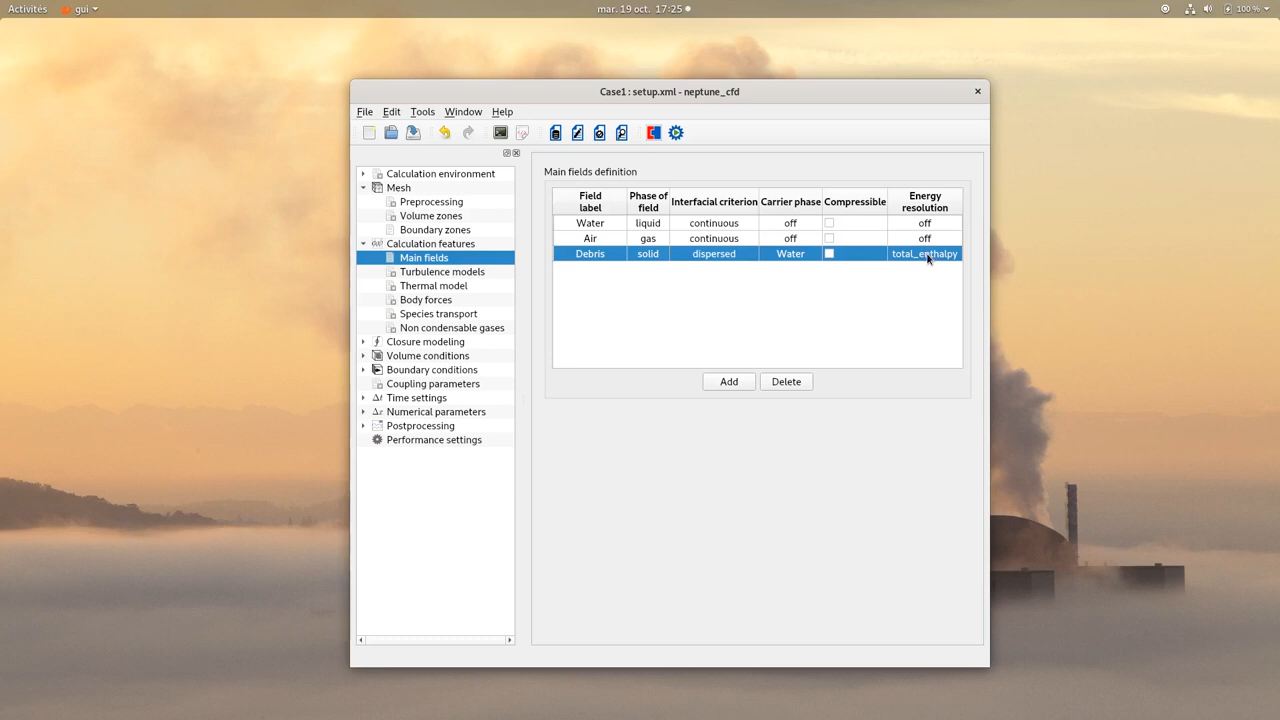 Activités gui mar. 19 oct. 17:25 100 %
Case1 : setup.xml - neptune_cfd
File Edit Tools Window Help
Calculation environment
Mesh
Preprocessing
Volume zones
Boundary zones
Calculation features
Main fields
Turbulence models
Thermal model
Body forces
Species transport
Non condensable gases
Closure modeling
Volume conditions
Boundary conditions
Coupling parameters
Δt Time settings
Δx Numerical parameters
Postprocessing
Performance settings
Main fields definition
Field label Phase of field Interfacial criterion Carrier phase Compressible Energy resolution
Water liquid continuous off off
Air gas continuous off off
Debris solid dispersed Water total_enthalpy
Add Delete